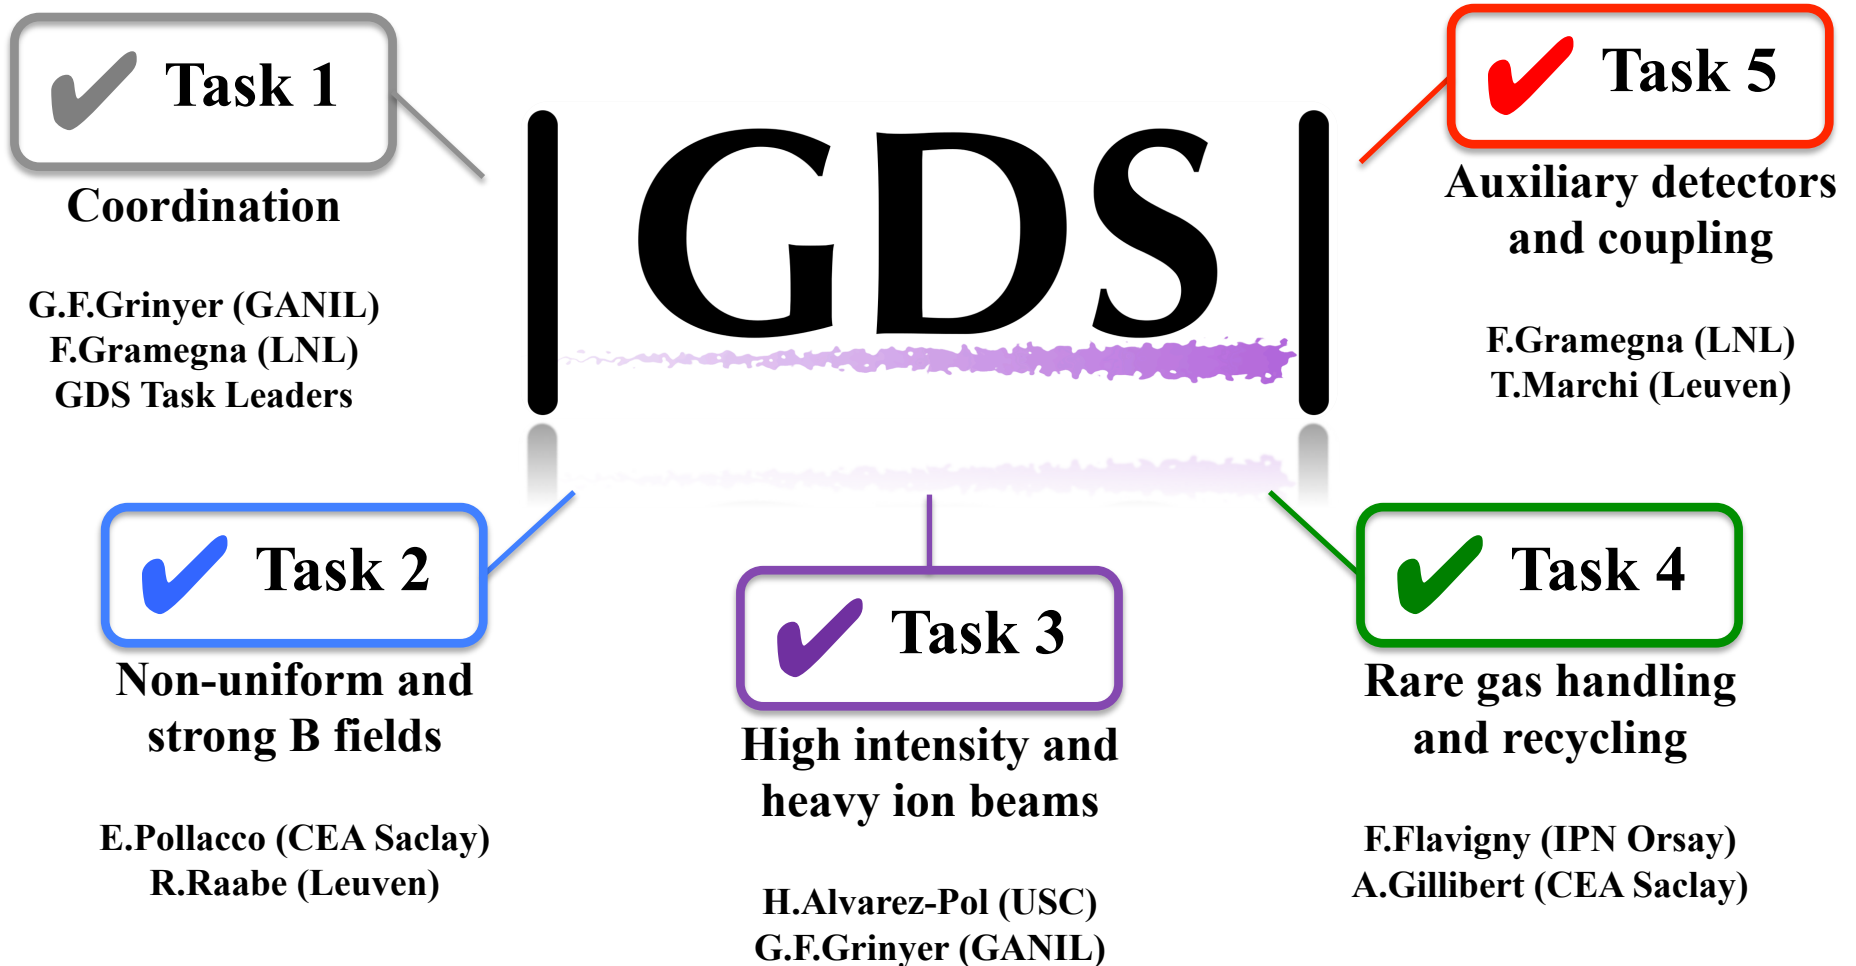 Task 1
Coordination
G.F.Grinyer (GANIL)
F.Gramegna (LNL)
GDS Task Leaders
GDS
Task 5
Auxiliary detectors
and coupling
F.Gramegna (LNL)
T.Marchi (Leuven)
Task 2
Non-uniform and
strong B fields
E.Pollacco (CEA Saclay)
R.Raabe (Leuven)
Task 3
High intensity and
heavy ion beams
H.Alvarez-Pol (USC)
G.F.Grinyer (GANIL)
Task 4
Rare gas handling
and recycling
F.Flavigny (IPN Orsay)
A.Gillibert (CEA Saclay)